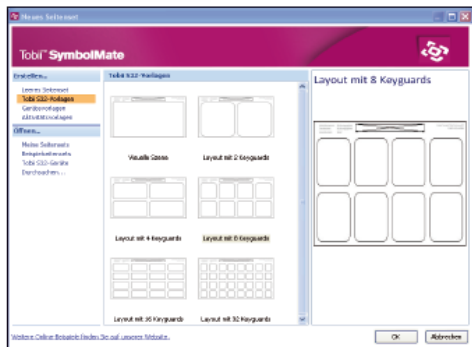 Neues Seitenset
Tobii™ SymbolMate
Erstellen...
Leeres Seitenset
Tobii S32-Vorlagen
Gerätevorlagen
Aktivitätsvorlagen
Öffnen...
Meine Seitensets
Beispielseitensets
Tobii S32-Geräte
Durchsuchen...
Tobii S32-Vorlagen
Visuelle Szene
Layout mit 2 Keyguards
Layout mit 4 Keyguards
Layout mit 8 Keyguards
Layout mit 16 Keyguards
Layout mit 32 Keyguards
Layout mit 8 Keyguards
Weitere Online Beispiele finden Sie auf unserer Website.
OK
Abbrechen